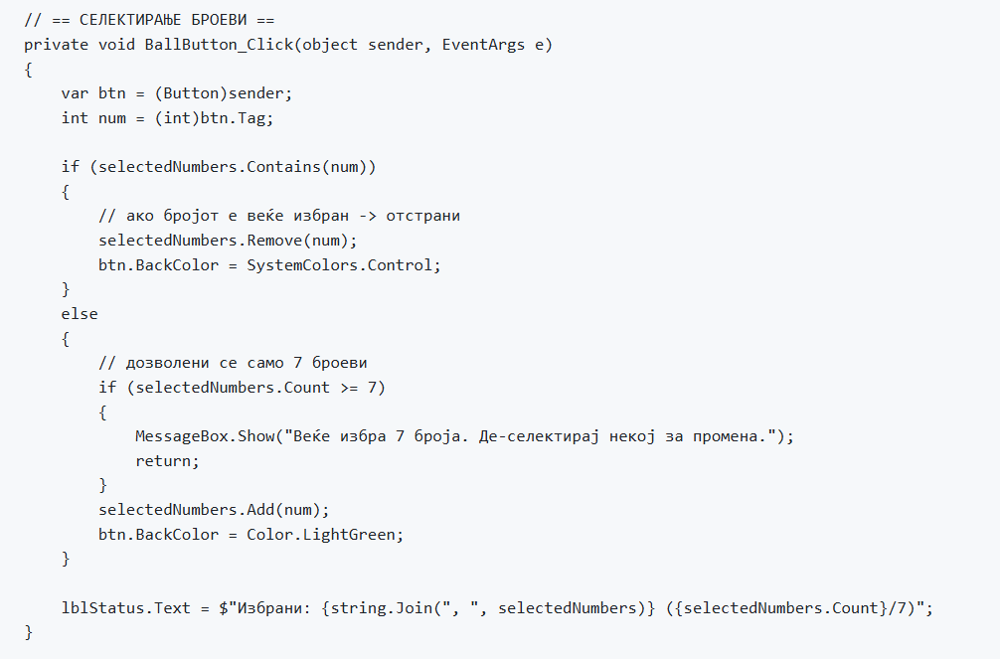 // == СЕЛЕКТИРАЊЕ БРОЕВИ ==
private void BallButton_Click(object sender, EventArgs e)
{
    var btn = (Button)sender;
    int num = (int)btn.Tag;

    if (selectedNumbers.Contains(num))
    {
        // ако бројот е веќе избран -> отстрани
        selectedNumbers.Remove(num);
        btn.BackColor = SystemColors.Control;
    }
    else
    {
        // дозволени се само 7 броеви
        if (selectedNumbers.Count >= 7)
        {
            MessageBox.Show("Веќе избра 7 броја. Де-селектирај некој за промена.");
            return;
        }
        selectedNumbers.Add(num);
        btn.BackColor = Color.LightGreen;
    }

    lblStatus.Text = $"Избрани: {string.Join(", ", selectedNumbers)} ({selectedNumbers.Count}/7)";
}